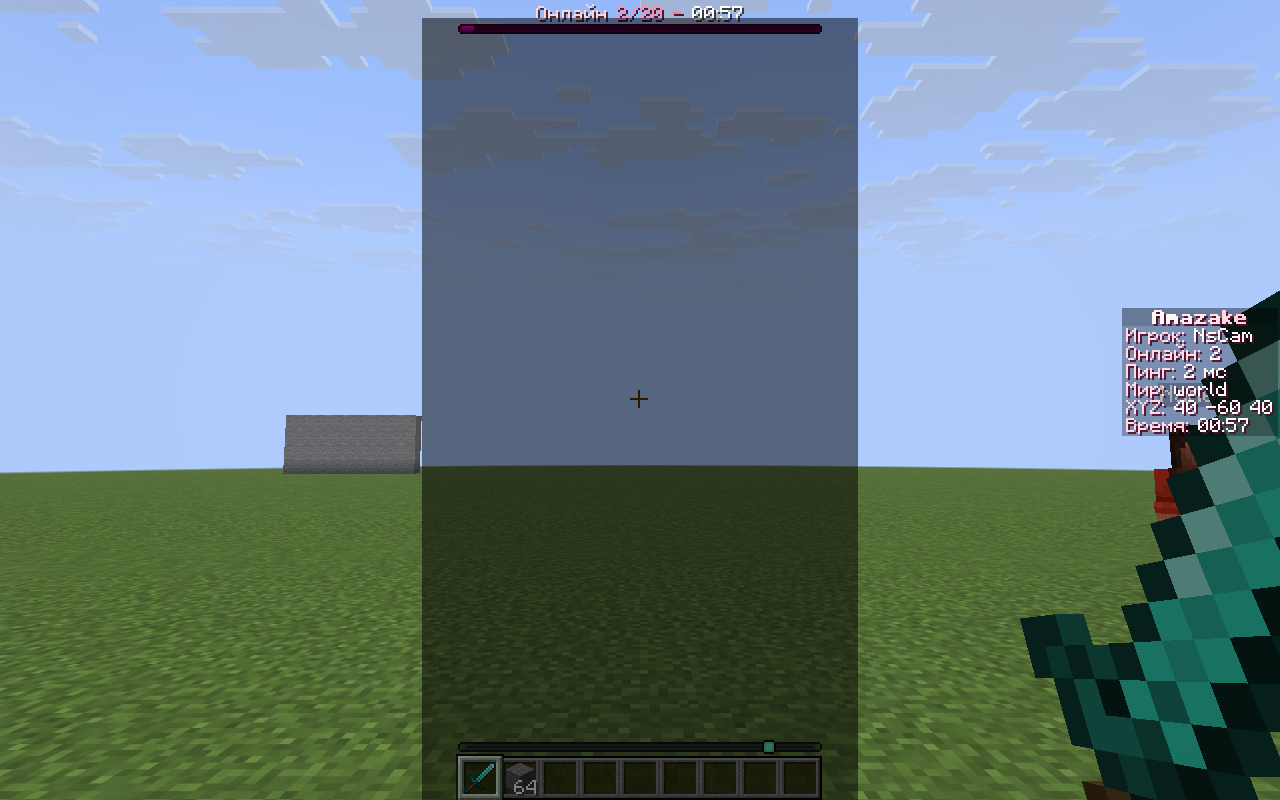 Онлайн 2/20 - 00:57
Amazake
Игрок: NsCam
Онлайн: 2
Пинг: 2 мс
Мир: world
XYZ: 40 -60 40
Время: 00:57
64